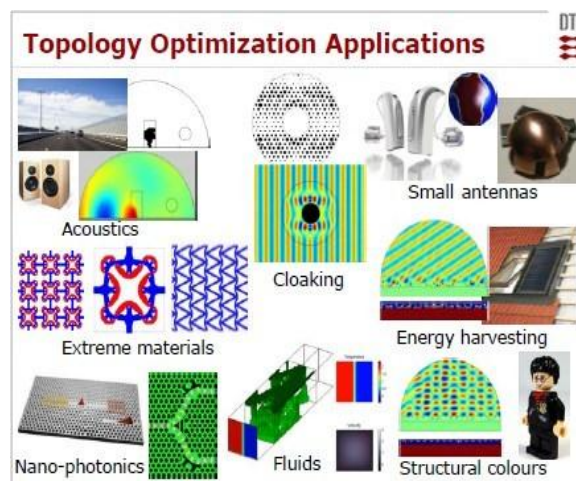 DT
Topology Optimization Applications
Small antennas
Acoustics
Cloaking
Extreme materials
Energy harvesting
Nano-photonics
Fluids
Structural colours